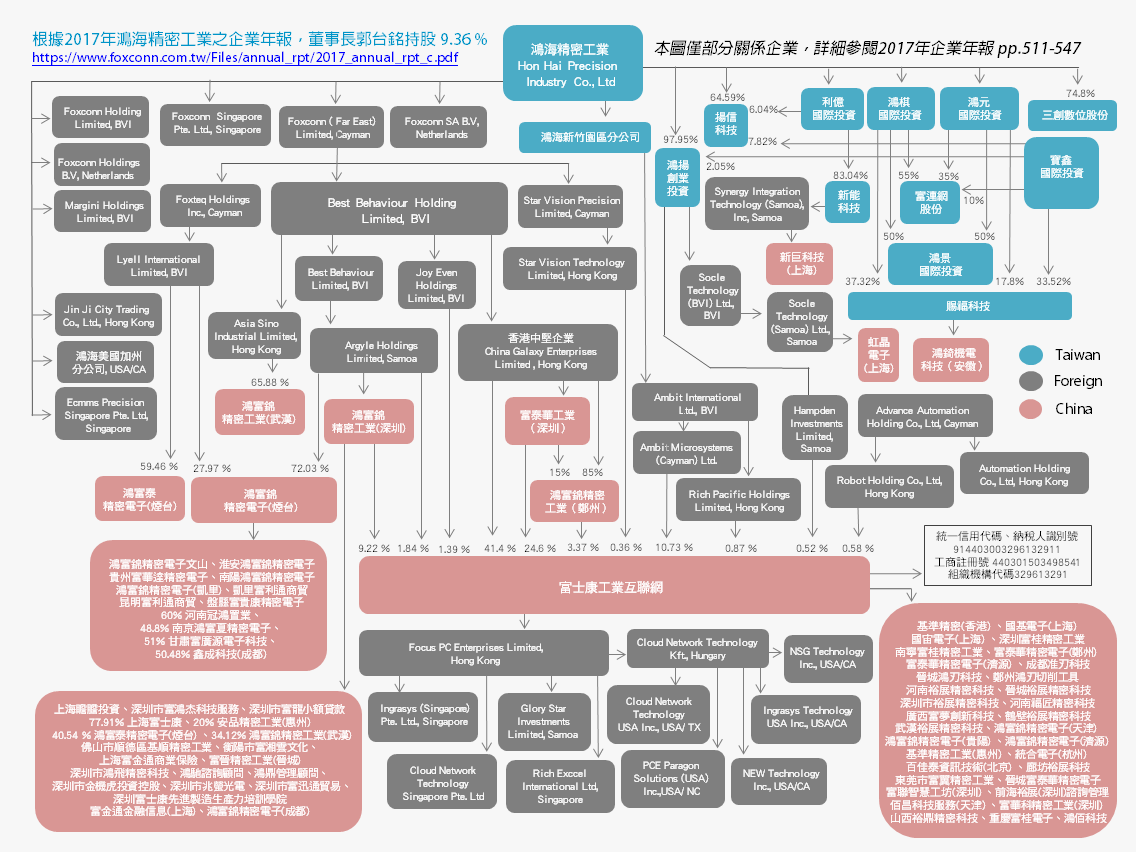 根據2017年鴻海精密工業之企業年報，董事長郭台銘持股 9.36 %
https://www.foxconn.com.tw/Files/annual_rpt/2017_annual_rpt_c.pdf
鴻海精密工業
Hon Hai Precision
Industry Co., Ltd
本圖僅部分關係企業，詳細參閱2017年企業年報 pp.511-547
Foxconn Holding
Limited, BVI
Foxconn Singapore
Pte. Ltd., Singapore
Foxconn ( Far East)
Limited, Cayman
Foxconn SA B.V,
Netherlands
鴻海新竹園區分公司
64.59%
揚信
科技
6.04%
7.82%
利億
國際投資
鴻棋
國際投資
鴻元
國際投資
74.8%
三創數位股份
97.95%
鴻揚
創業
投資
2.05%
83.04%
55%
35%
寶鑫
國際投資
Foxconn Holdings
B.V, Netherlands
Margini Holdings
Limited, BVI
Foxteq Holdings
Inc., Cayman
Best Behaviour Holding
Limited, BVI
Star Vision Precision
Limited, Cayman
Synergy Integration
Technology (Samoa),
Inc, Samoa
新能
科技
富連網
股份
10%
50%
50%
Lyell International
Limited, BVI
Best Behaviour
Limited, BVI
Joy Even
Holdings
Limited, BVI
Star Vision Technology
Limited, Hong Kong
新巨科技
(上海)
鴻景
國際投資
37.32%
17.8%
33.52%
Socle
Technology
(BVI) Ltd.,
BVI
Socle
Technology
(Samoa) Ltd.,
Samoa
賜福科技
虹晶
電子
(上海)
鴻錡機電
科技（安徽）
Taiwan
Foreign
China
Jin Ji City Trading
Co., Ltd., Hong Kong
鴻海美國加州
分公司, USA/CA
Ecmms Precision
Singapore Pte. Ltd,
Singapore
Asia Sino
Industrial Limited,
Hong Kong
Argyle Holdings
Limited, Samoa
香港中堅企業
China Galaxy Enterprises
Limited , Hong Kong
65.88 %
鴻富錦
精密工業(武漢)
鴻富錦
精密工業(深圳)
富泰華工業
（深圳）
Ambit International
Ltd., BVI
Ambit Microsystems
(Cayman) Ltd.
Hampden
Investments
Limited,
Samoa
Advance Automation
Holding Co., Ltd, Cayman
59.46 %
27.97 %
72.03 %
15%
85%
鴻富泰
精密電子(煙台)
鴻富錦
精密電子(煙台)
鴻富錦精密
工業（鄭州）
Rich Pacific Holdings
Limited, Hong Kong
Robot Holding Co., Ltd,
Hong Kong
Automation Holding
Co., Ltd, Hong Kong
9.22 %
1.84 %
1.39 %
41.4 %
24.6 %
3.37 %
0.36 %
10.73 %
0.87 %
0.52 %
0.58 %
統一信用代碼、納稅人識別號
914403003296132911
工商註冊號 440301503498541
組織機構代碼329613291
富士康工業互聯網
鴻富錦精密電子文山、淮安鴻富錦精密電子
貴州富華達精密電子、南陽鴻富錦精密電子
鴻富錦精密電子(凱里)、凱里富利通商貿
昆明富利通商貿、盤縣富貴康精密電子
60% 河南冠鴻置業、
48.8% 南京鴻富夏精密電子、
51% 甘肅富廣源電子科技、
50.48% 鑫成科技(成都)
Focus PC Enterprises Limited,
Hong Kong
Cloud Network Technology
Kft., Hungary
NSG Technology
Inc., USA/CA
Ingrasys (Singapore)
Pte. Ltd., Singapore
Glory Star
Investments
Limited, Samoa
Cloud Network
Technology
USA Inc., USA/ TX
Ingrasys Technology
USA Inc., USA/CA
Cloud Network
Technology
Singapore Pte. Ltd
Rich Exccel
International Ltd,
Singapore
PCE Paragon
Solutions (USA)
Inc.,USA/ NC
NEW Technology
Inc., USA/CA
上海瞻瞪投資、深圳市富鴻杰科技服務、深圳市富龍小額貸款
77.91% 上海富士康、20% 安品精密工業(惠州)
40.54 % 鴻富泰精密電子(煙台)、34.12% 鴻富錦精密工業(武漢)
佛山市順德區基順精密工業、衡陽市富湘雲文化、
上海富金通商業保險、富晉精密工業(晉城)
深圳市鴻飛精密科技、鴻融諮詢顧問、鴻鼎管理顧問、
深圳市金機虎投資控股、深圳市兆螢光電、深圳市富迅通貿易、
深圳富士康先進製造生產力培訓學院
富金通金融信息(上海)、鴻富錦精密電子(成都)
基準精密(香港)、國基電子(上海)
國宙電子(上海)、深圳富桂精密工業
南寧富桂精密工業、富泰華精密電子(鄭州)
富泰華精密電子(濟源)、成都准刃科技
晉城鴻刃科技、鄭州鴻刃切削工具
河南裕展精密科技、晉城裕展精密科技
深圳市裕展精密科技、河南福匠精密科技
廣西富夢創新科技、鶴壁裕展精密科技
武漢裕展精密科技、鴻富錦精密電子(天津)
鴻富錦精密電子(貴陽)、鴻富錦精密電子(濟源)
基準精密工業(惠州)、統合電子(杭州)
百佳泰資訊技術(北京)、廊坊裕展科技
東莞市富翼精密工業、晉城富泰華精密電子
富聯智慧工坊(深圳)、前海裕展(深圳)諮詢管理
佰昌科技服務(天津)、富華科精密工業(深圳)
山西裕鼎精密科技、重慶富桂電子、鴻佰科技